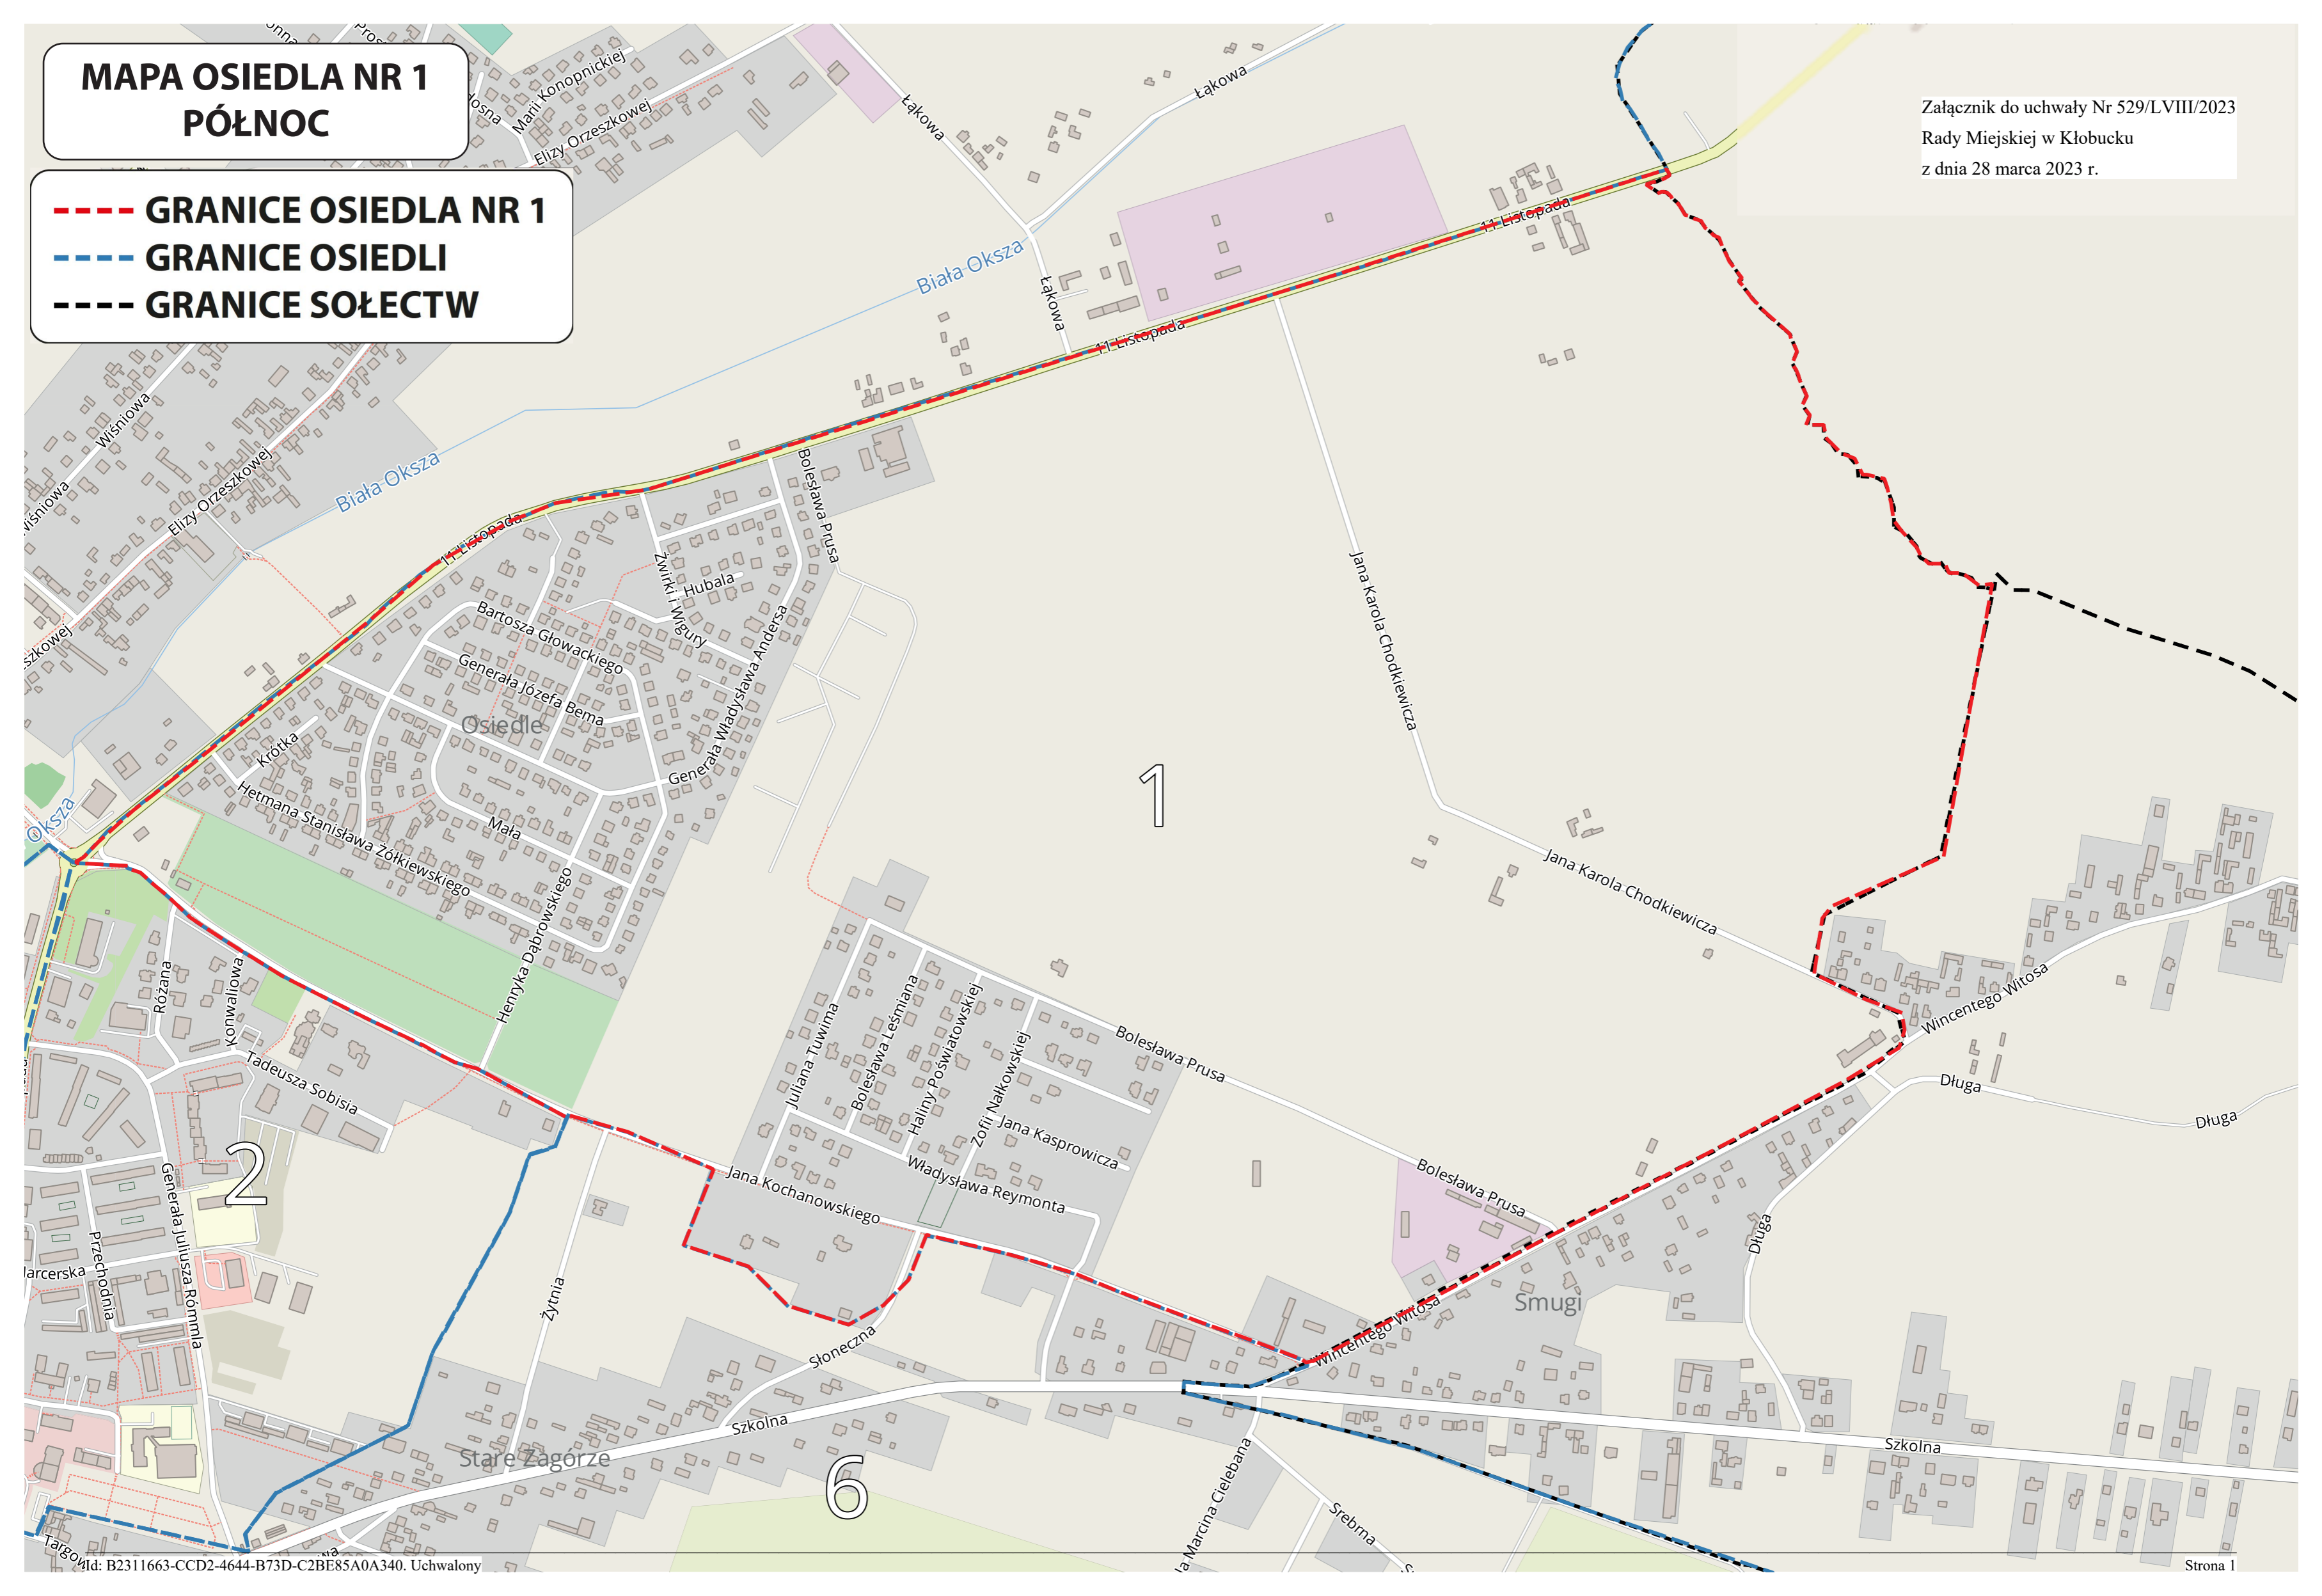 MAPA OSIEDLA NR 1
PÓŁNOC
GRANICE OSIEDLA NR 1
GRANICE OSIEDLI
GRANICE SOŁECTW
Załącznik do uchwały Nr 529/LVIII/2023
Rady Miejskiej w Kłobucku
z dnia 28 marca 2023 r.
Marii Konopnickiej
Elizy Orzeszkowej
Łąkowa
Łąkowa
Łąkowa
Biała Oksza
11 Listopada
11 Listopada
Wiśniowa
Wiśniowa
Elizy Orzeszkowej
Biała Oksza
11 Listopada
Bolesława Prusa
Żwirki i Wigury
Hubala
Bartosza Głowackiego
Generała Józefa Bema
Generała Władysława Andersa
Osiedle
Krótka
Hetmana Stanisława Żółkiewskiego
Mała
Henryka Dąbrowskiego
Oksza
Jana Karola Chodkiewicza
1
Jana Karola Chodkiewicza
Różana
Konwaliowa
Tadeusza Sobisia
Juliana Tuwima
Bolesława Leśmiana
Haliny Poświatowskiej
Zofii Nałkowskiej
Jana Kasprowicza
Władysława Reymonta
Jana Kochanowskiego
Bolesława Prusa
Bolesława Prusa
Wincentego Witosa
Długa
Długa
Długa
2
Generała Juliusza Rómmla
Przechodnia
Żytnia
Słoneczna
Wincentego Witosa
Smugi
Szkolna
Szkolna
Stare Zagórze
6
Srebrna
Marcina Cielebana
Id: B2311663-CCD2-4644-B73D-C2BE85A0A340. Uchwalony
Strona 1